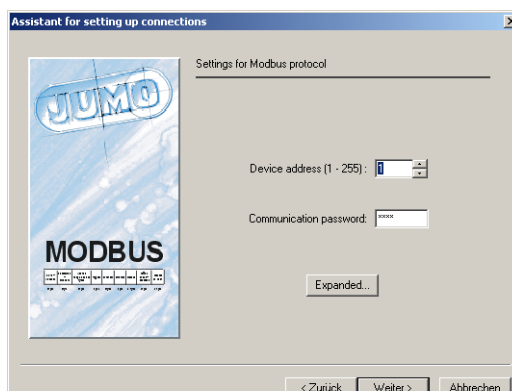 Assistant for setting up connections
JUMO
Settings for Modbus protocol
Device address (1 - 255) :
1
Communication password:
xxxx
MODBUS
Expanded...
< Zurück
Weiter >
Abbrechen